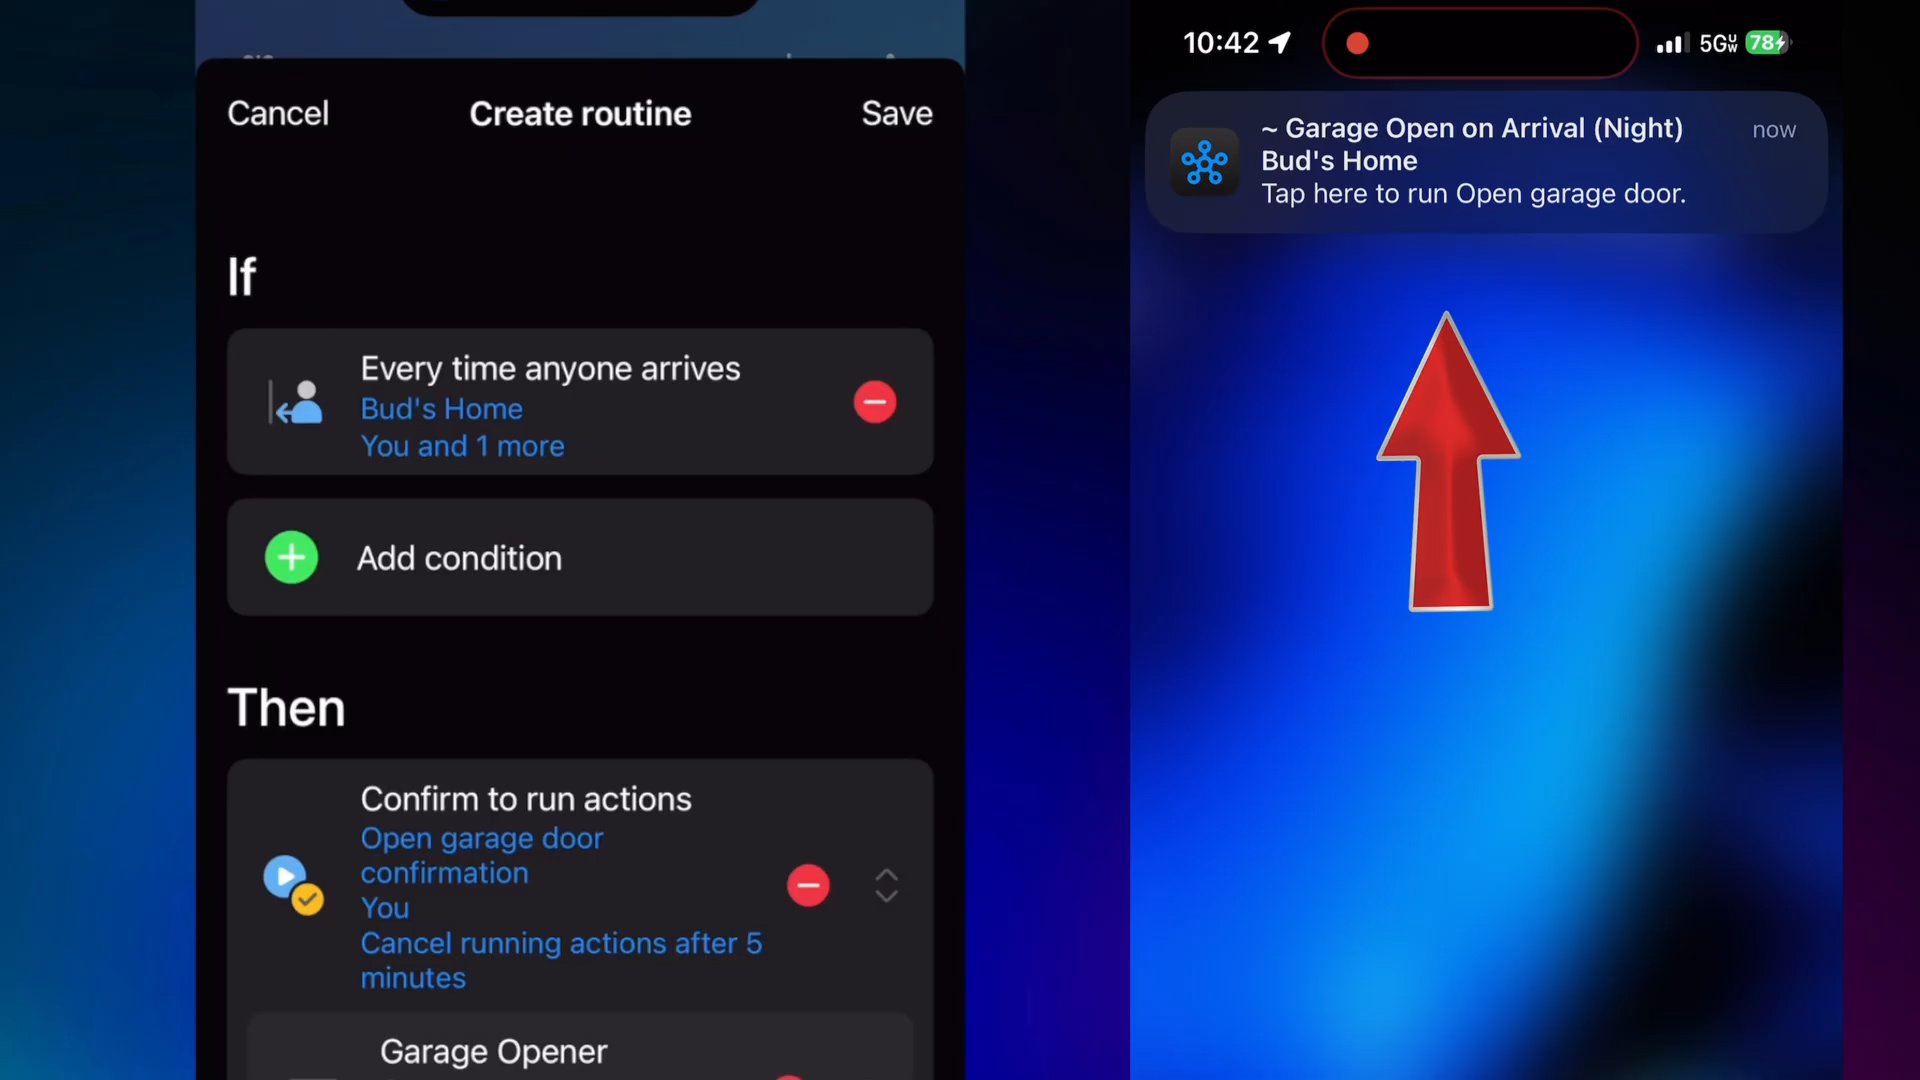 Cancel
Create routine
Save
If
Every time anyone arrives
Bud's Home
You and 1 more
Add condition
Then
Confirm to run actions
Open garage door
confirmation
You
Cancel running actions after 5
minutes
Garage Opener
10:42
5G
78
~ Garage Open on Arrival (Night)
now
Bud's Home
Tap here to run Open garage door.